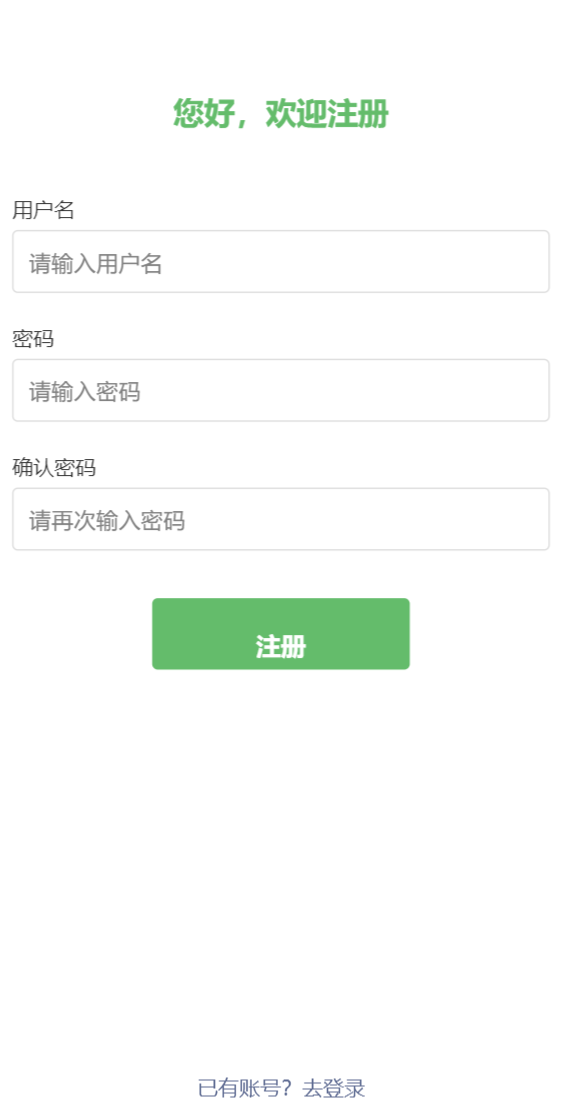 您好，欢迎注册
用户名
请输入用户名
密码
请输入密码
确认密码
请再次输入密码
注册
已有账号？去登录